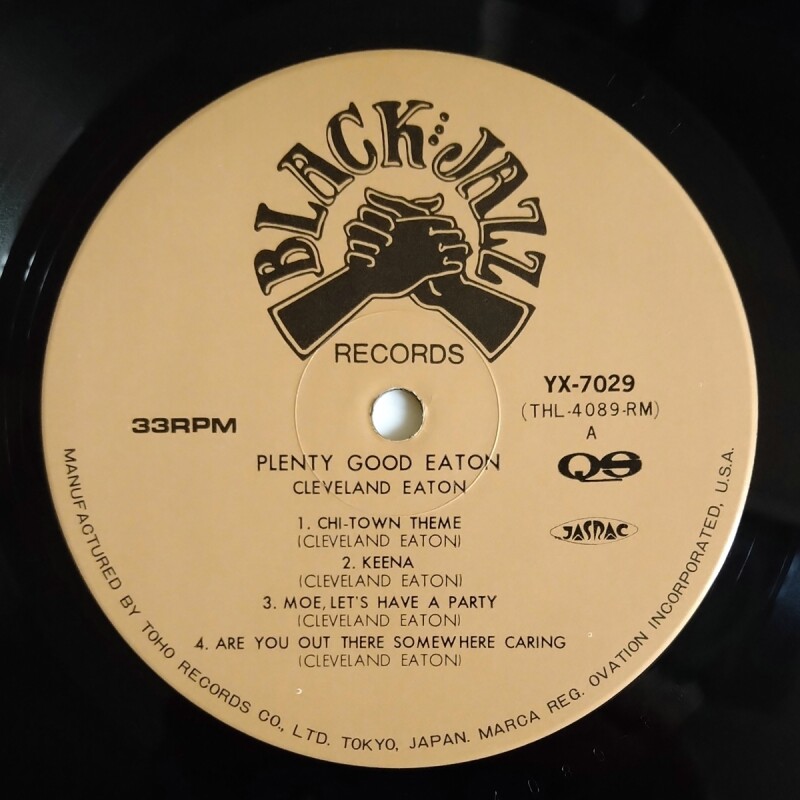 BLACK JAZZ
RECORDS
YX-7029
(THL-4089-RM)
A
33RPM
QS
JASRAC
PLENTY GOOD EATON
CLEVELAND EATON
1. CHI-TOWN THEME
(CLEVELAND EATON)
2. KEENA
(CLEVELAND EATON)
3. MOE, LET'S HAVE A PARTY
(CLEVELAND EATON)
4. ARE YOU OUT THERE SOMEWHERE CARING
(CLEVELAND EATON)
MANUFACTURED BY TOHO RECORDS CO., LTD. TOKYO, JAPAN. MARCA REG. OVATION INCORPORATED, U.S.A.